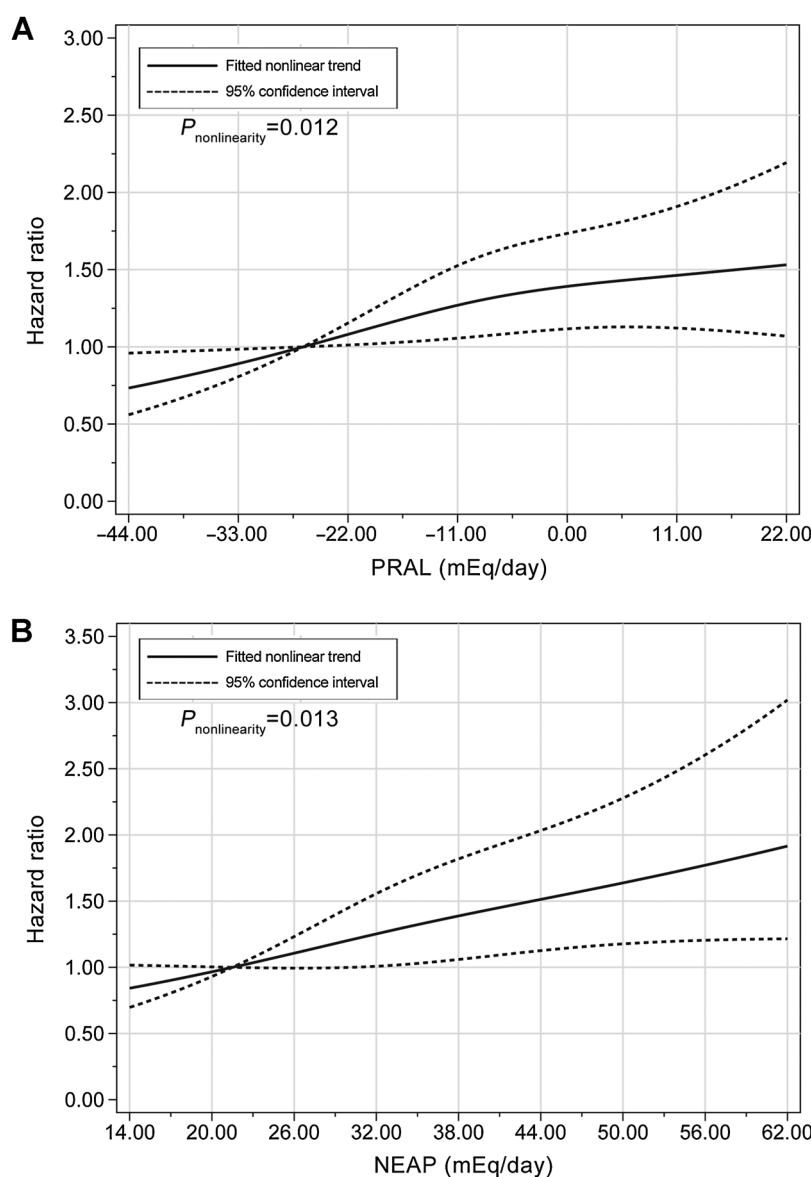 A
3.00
Fitted nonlinear trend
95% confidence interval
2.50
Pnonlinearity=0.012
2.00
Hazard ratio
1.50
1.00
0.50
0.00
−44.00 −33.00 −22.00 −11.00 0.00 11.00 22.00
PRAL (mEq/day)
B
3.50
Fitted nonlinear trend
95% confidence interval
3.00
Pnonlinearity=0.013
2.50
2.00
Hazard ratio
1.50
1.00
0.50
0.00
14.00 20.00 26.00 32.00 38.00 44.00 50.00 56.00 62.00
NEAP (mEq/day)